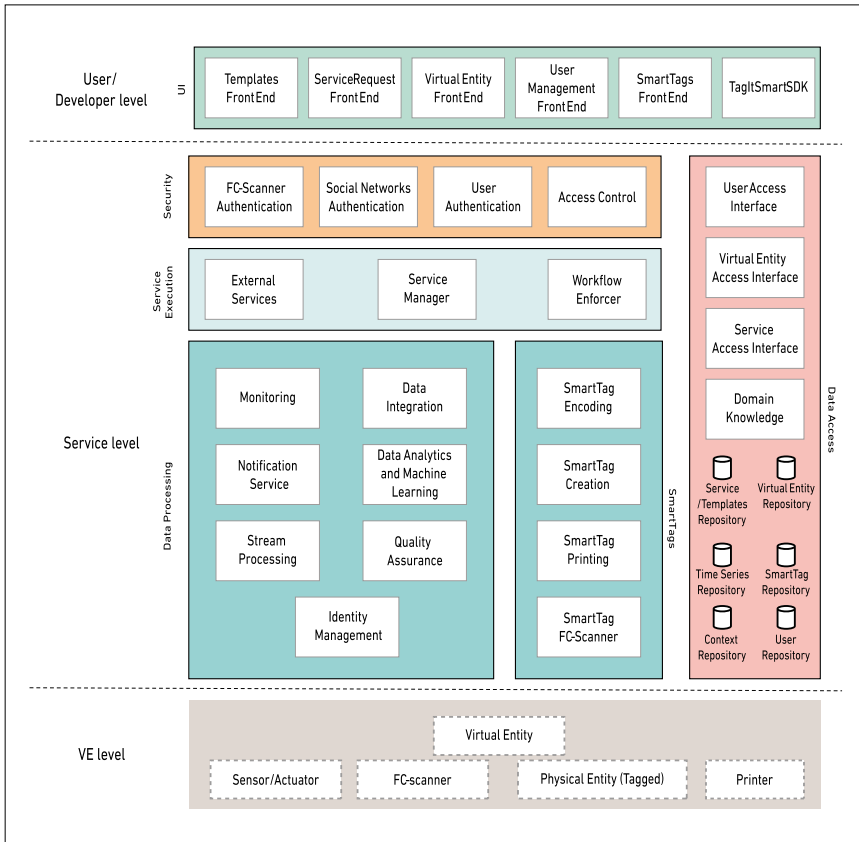 User/
Developer level
UI
Templates
FrontEnd
ServiceRequest
FrontEnd
Virtual Entity
FrontEnd
User
Management
FrontEnd
SmartTags
FrontEnd
TagItSmartSDK
Service level
Security
FC-Scanner
Authentication
Social Networks
Authentication
User
Authentication
Access Control
Service
Execution
External
Services
Service
Manager
Workflow
Enforcer
Data Processing
Monitoring
Data
Integration
Notification
Service
Data Analytics
and Machine
Learning
Stream
Processing
Quality
Assurance
Identity
Management
SmartTag
Encoding
SmartTag
Creation
SmartTag
Printing
SmartTag
FC-Scanner
SmartTags
User Access
Interface
Virtual Entity
Access Interface
Service
Access Interface
Domain
Knowledge
Service
/Templates
Repository
Virtual Entity
Repository
Time Series
Repository
SmartTag
Repository
Context
Repository
User
Repository
Data Access
VE level
Virtual Entity
Sensor/Actuator
FC-scanner
Physical Entity (Tagged)
Printer